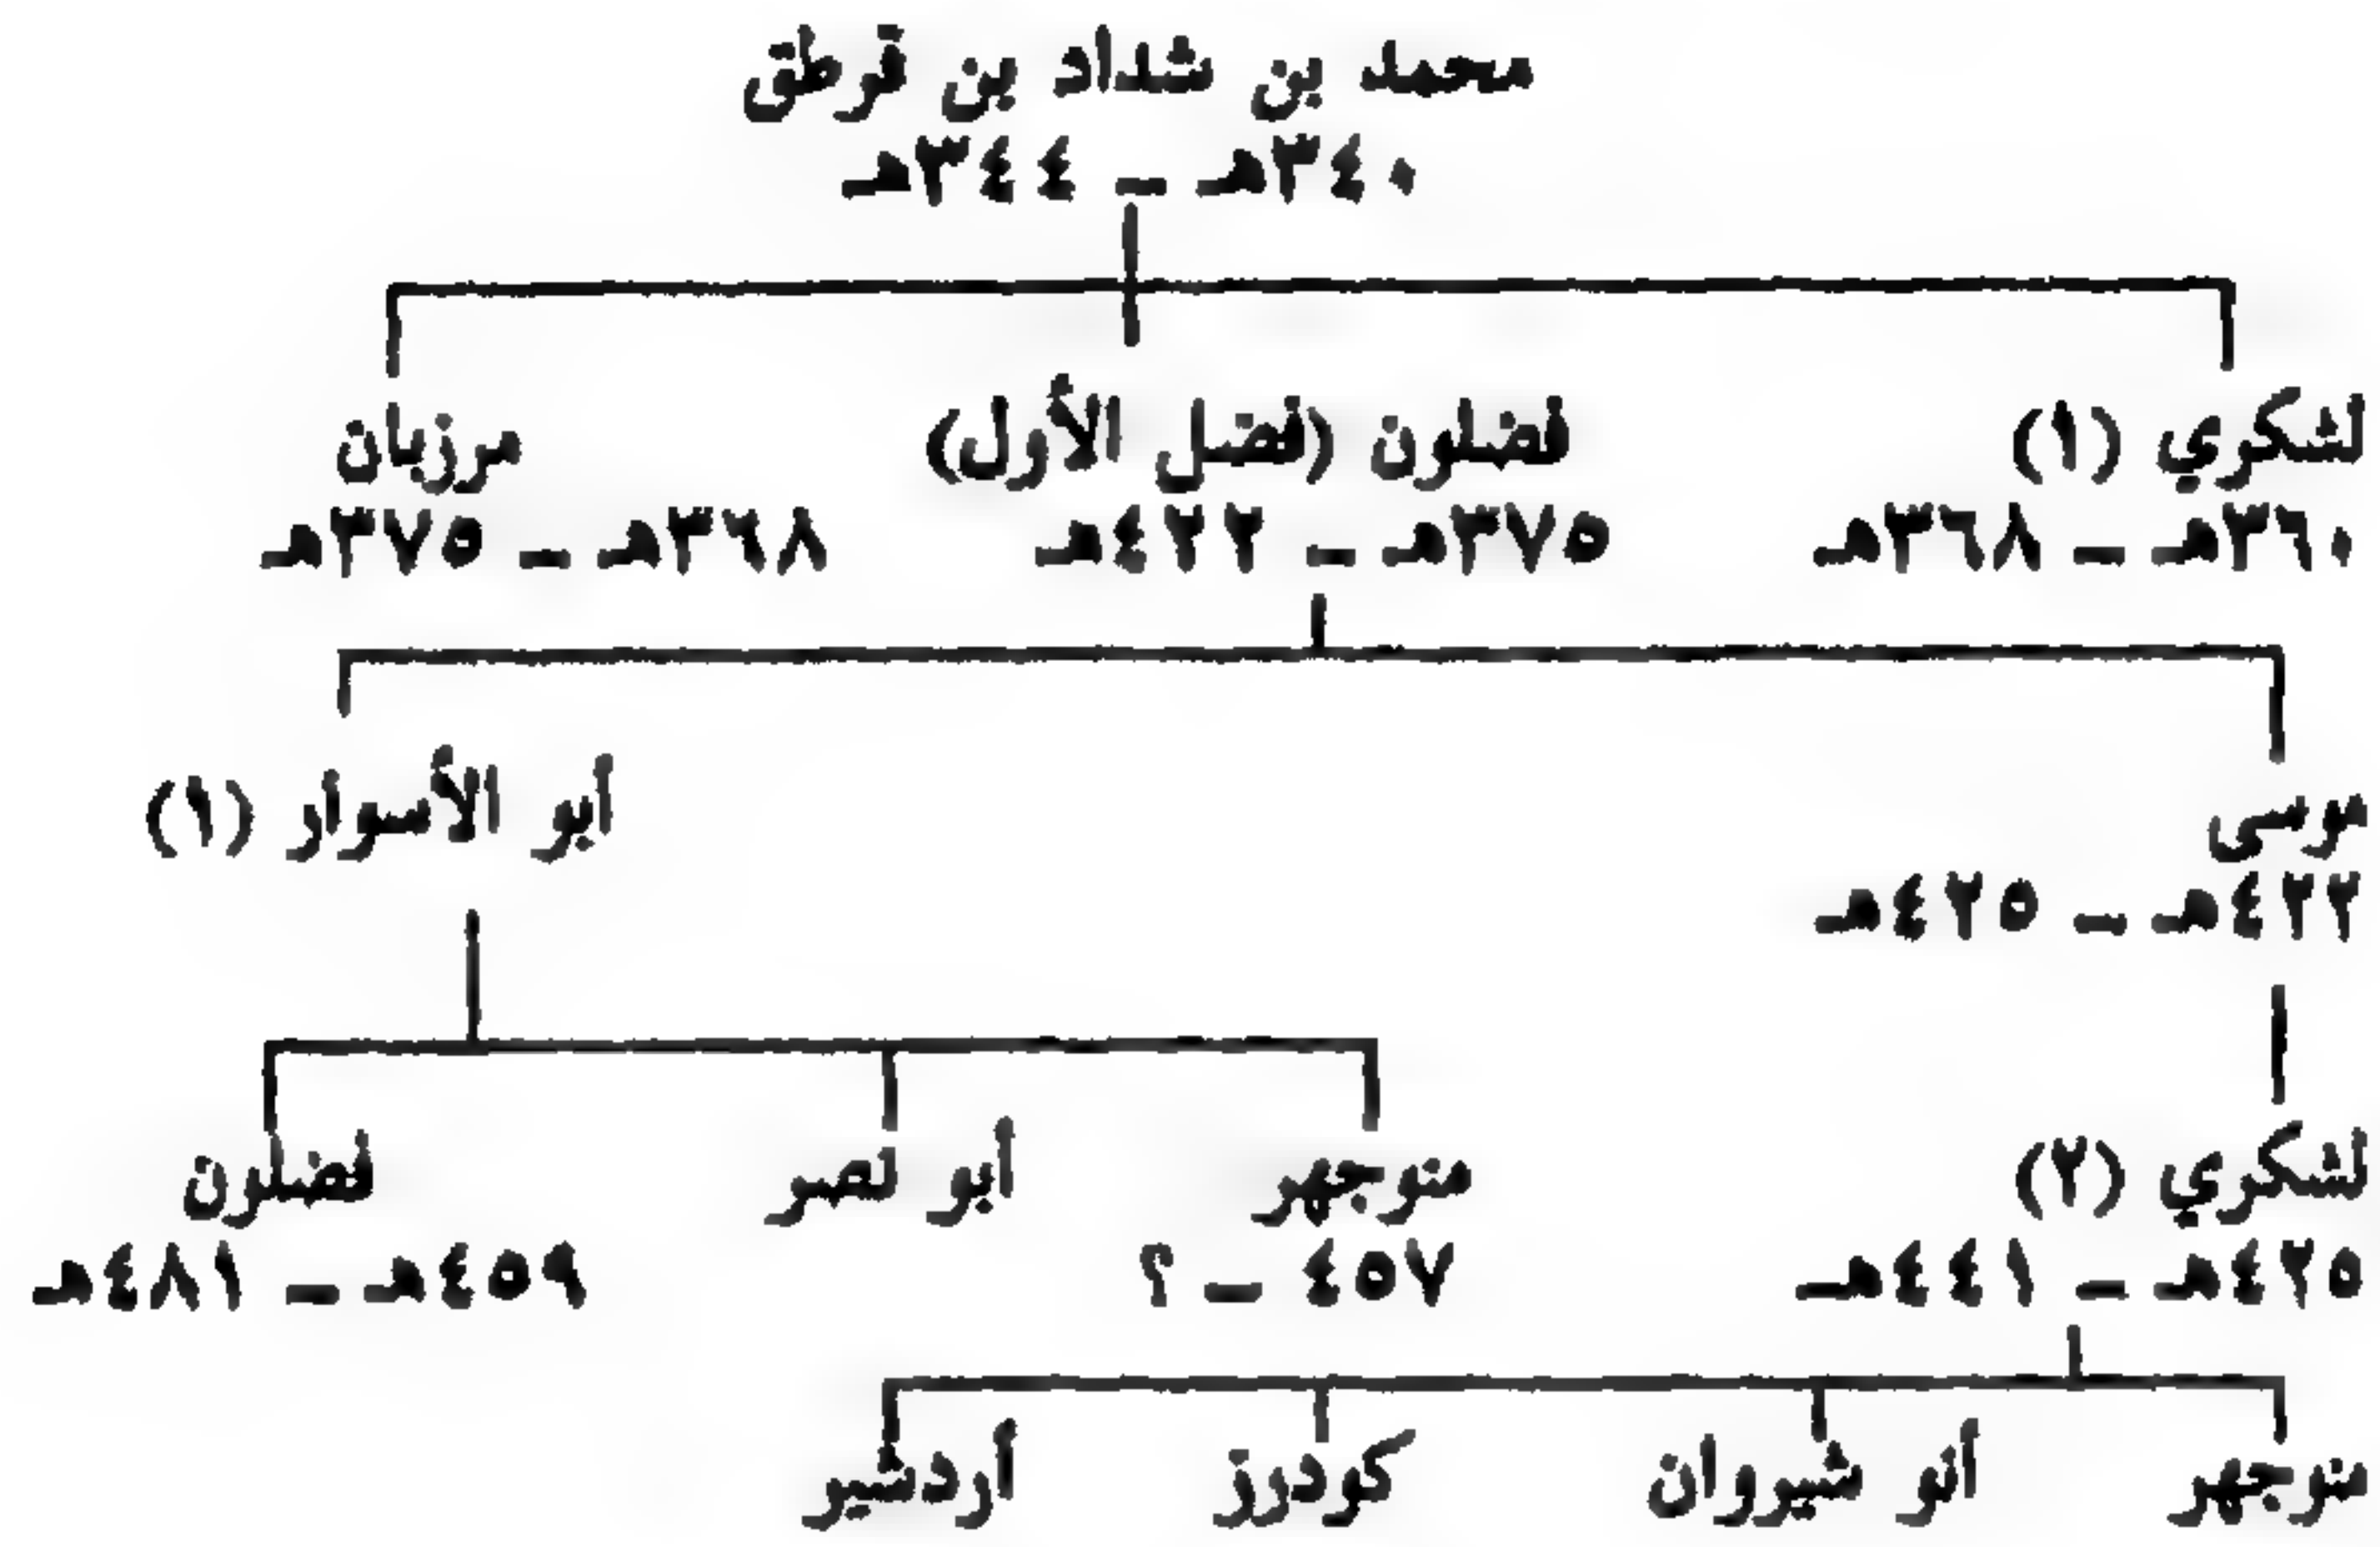 محمد بن شداد بن قرطق
٣٤٠هـ - ٣٤٤هـ
لشكري (١) فضلون (فضل الأول) مرزبان
٣٦٠هـ - ٣٦٨هـ ٣٧٥هـ - ٤٢٢هـ ٣٦٨هـ - ٣٧٥هـ
موسى أبو الأسوار (١)
٤٢٢هـ - ٤٢٥هـ
لشكري (٢) منوجهر أبو نصر فضلون
٤٢٥هـ - ٤٤١هـ ٤٥٧ - ؟ ٤٥٩هـ - ٤٨١هـ
منوجهر أنو شيروان كودرز أردشير